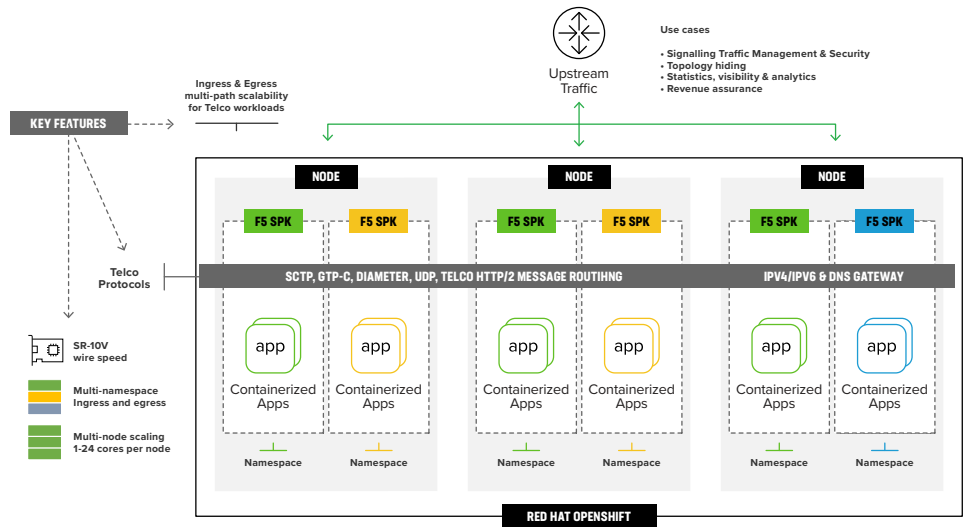 Use cases
• Signalling Traffic Management & Security
• Topology hiding
• Statistics, visibility & analytics
• Revenue assurance
Upstream
Traffic
Ingress & Egress
multi-path scalability
for Telco workloads
KEY FEATURES
NODE
NODE
NODE
F5 SPK
F5 SPK
F5 SPK
F5 SPK
F5 SPK
F5 SPK
Telco
Protocols
SCTP, GTP-C, DIAMETER, UDP, TELCO HTTP/2 MESSAGE ROUTIHNG
IPV4/IPV6 & DNS GATEWAY
SR-10V
wire speed
Multi-namespace
Ingress and egress
Multi-node scaling
1-24 cores per node
app
app
app
app
app
app
Containerized
Apps
Containerized
Apps
Containerized
Apps
Containerized
Apps
Containerized
Apps
Containerized
Apps
Namespace
Namespace
Namespace
Namespace
Namespace
Namespace
RED HAT OPENSHIFT